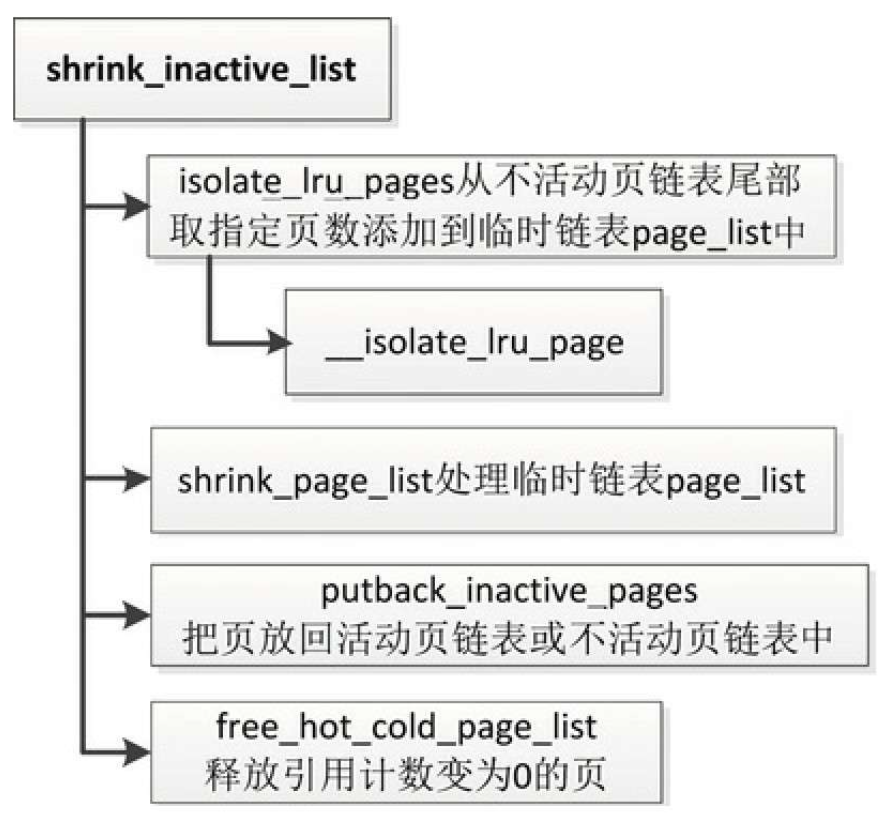 shrink_inactive_list
isolate_lru_pages从不活动页链表尾部
取指定页数添加到临时链表page_list中
__isolate_lru_page
shrink_page_list处理临时链表page_list
putback_inactive_pages
把页放回活动页链表或不活动页链表中
free_hot_cold_page_list
释放引用计数变为0的页